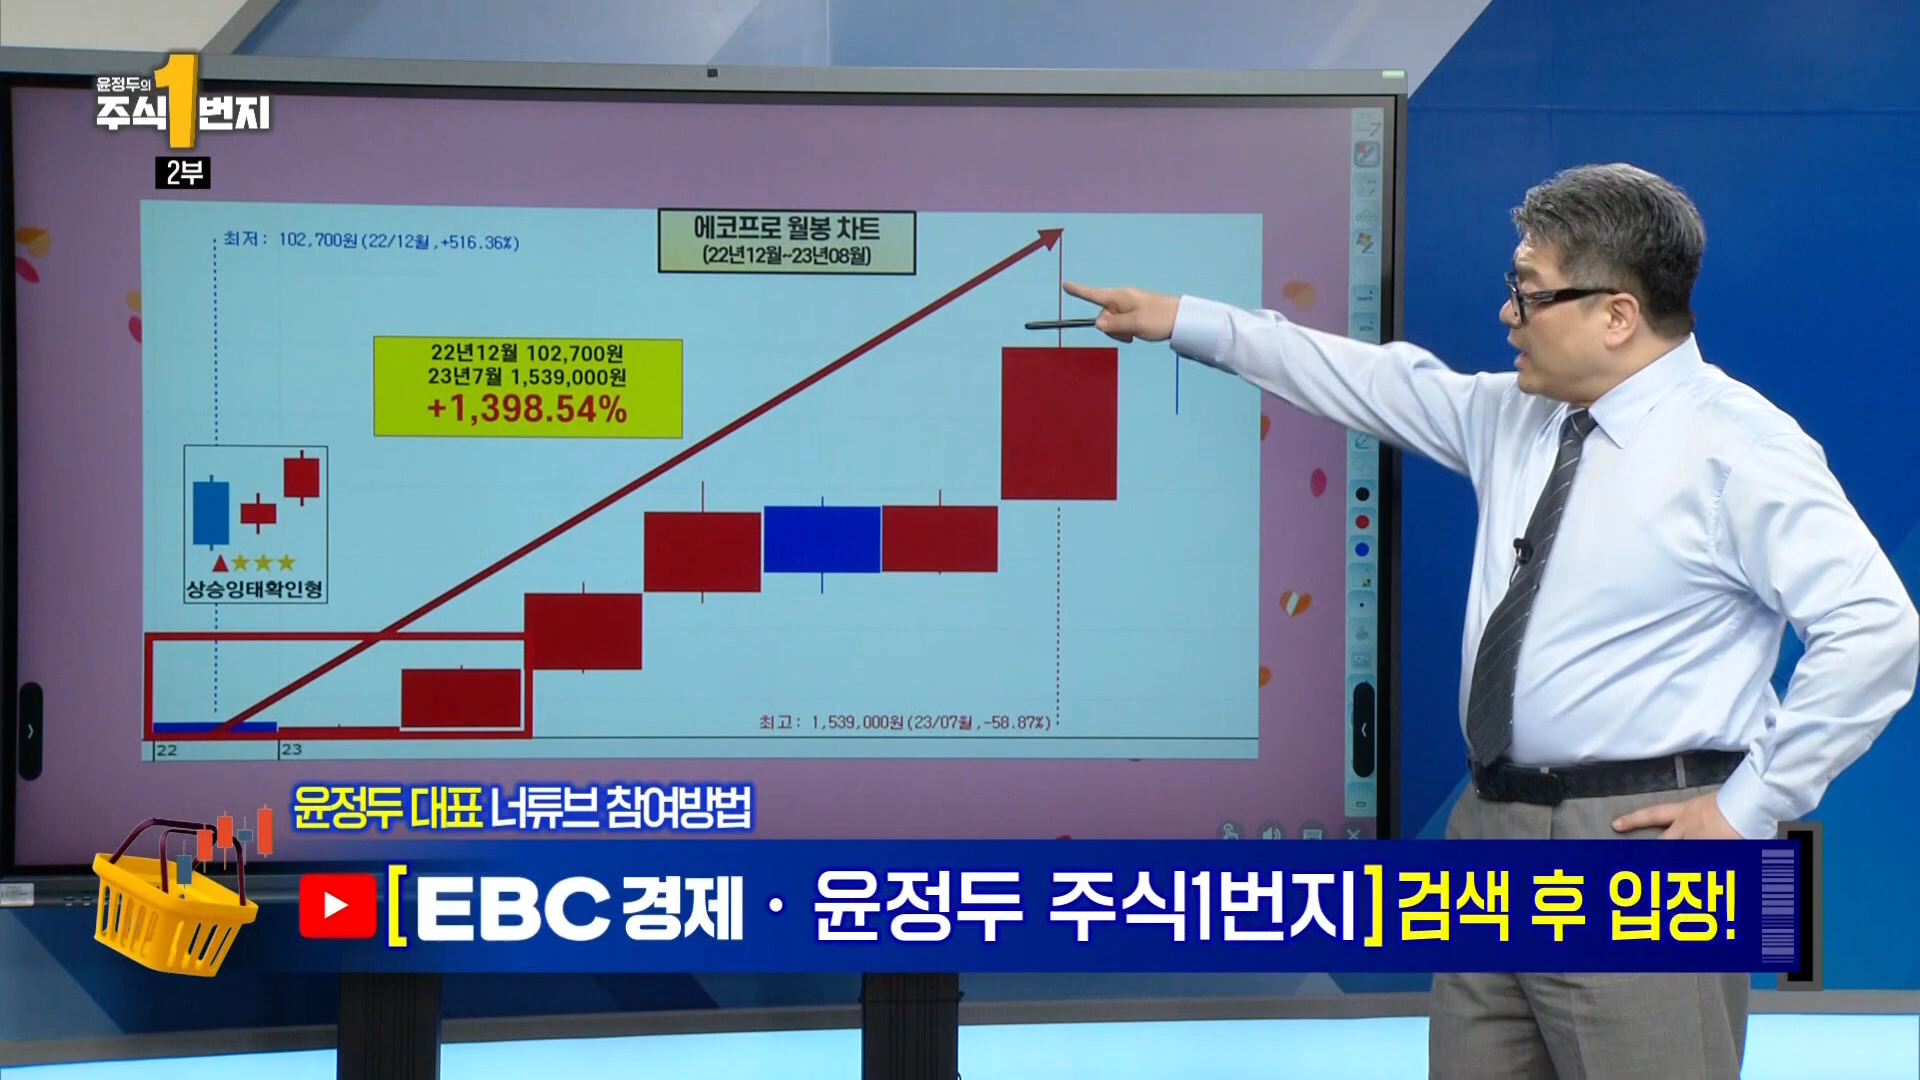 윤정두의
주식1번지
2부
최저: 102,700원(22/12월,+516.36%)
에코프로 월봉 차트
(22년12월~23년08월)
22년12월 102,700원
23년7월 1,539,000원
+1,398.54%
▲★★★
상승잉태확인형
최고: 1,539,000원(23/07월,-58.87%)
22
23
윤정두 대표 너튜브 참여방법
[EBC 경제 · 윤정두 주식1번지] 검색 후 입장!